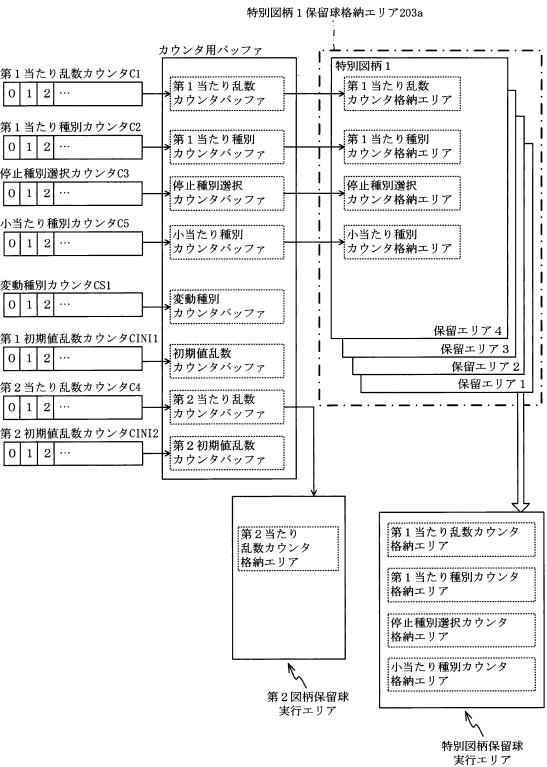 特別図柄１保留球格納エリア203a
カウンタ用バッファ
特別図柄１
第１当たり乱数カウンタC1
0 1 2 …
第１当たり乱数
カウンタバッファ
第１当たり乱数
カウンタ格納エリア
第１当たり種別カウンタC2
0 1 2 …
第１当たり種別
カウンタバッファ
第１当たり種別
カウンタ格納エリア
停止種別選択カウンタC3
0 1 2 …
停止種別選択
カウンタバッファ
停止種別選択
カウンタ格納エリア
小当たり種別カウンタC5
0 1 2 …
小当たり種別
カウンタバッファ
小当たり種別
カウンタ格納エリア
変動種別カウンタCS1
0 1 2 …
変動種別
カウンタバッファ
保留エリア４
保留エリア３
保留エリア２
保留エリア１
第１初期値乱数カウンタCINI1
0 1 2 …
初期値乱数
カウンタバッファ
第２当たり乱数カウンタC4
0 1 2 …
第２当たり乱数
カウンタバッファ
第２初期値乱数カウンタCINI2
0 1 2 …
第２初期値乱数
カウンタバッファ
第２当たり
乱数カウンタ
格納エリア
第２図柄保留球
実行エリア
第１当たり乱数カウンタ
格納エリア
第１当たり種別カウンタ
格納エリア
停止種別選択カウンタ
格納エリア
小当たり種別カウンタ
格納エリア
特別図柄保留球
実行エリア